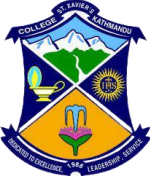 ST. XAVIER'S
COLLEGE
KATHMANDU
IHS
DEDICATED TO EXCELLENCE,
1988
LEADERSHIP, SERVICE